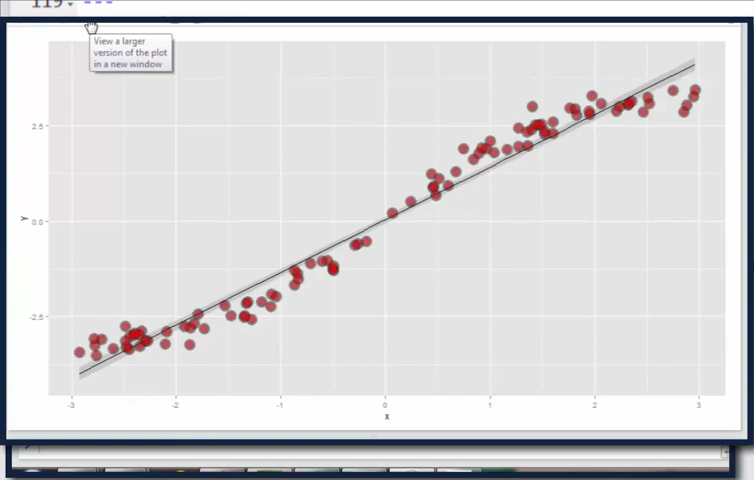 119
---
View a larger
version of the plot
in a new window
2.5
0.0
-2.5
y
-3 -2 -1 0 1 2 3
x